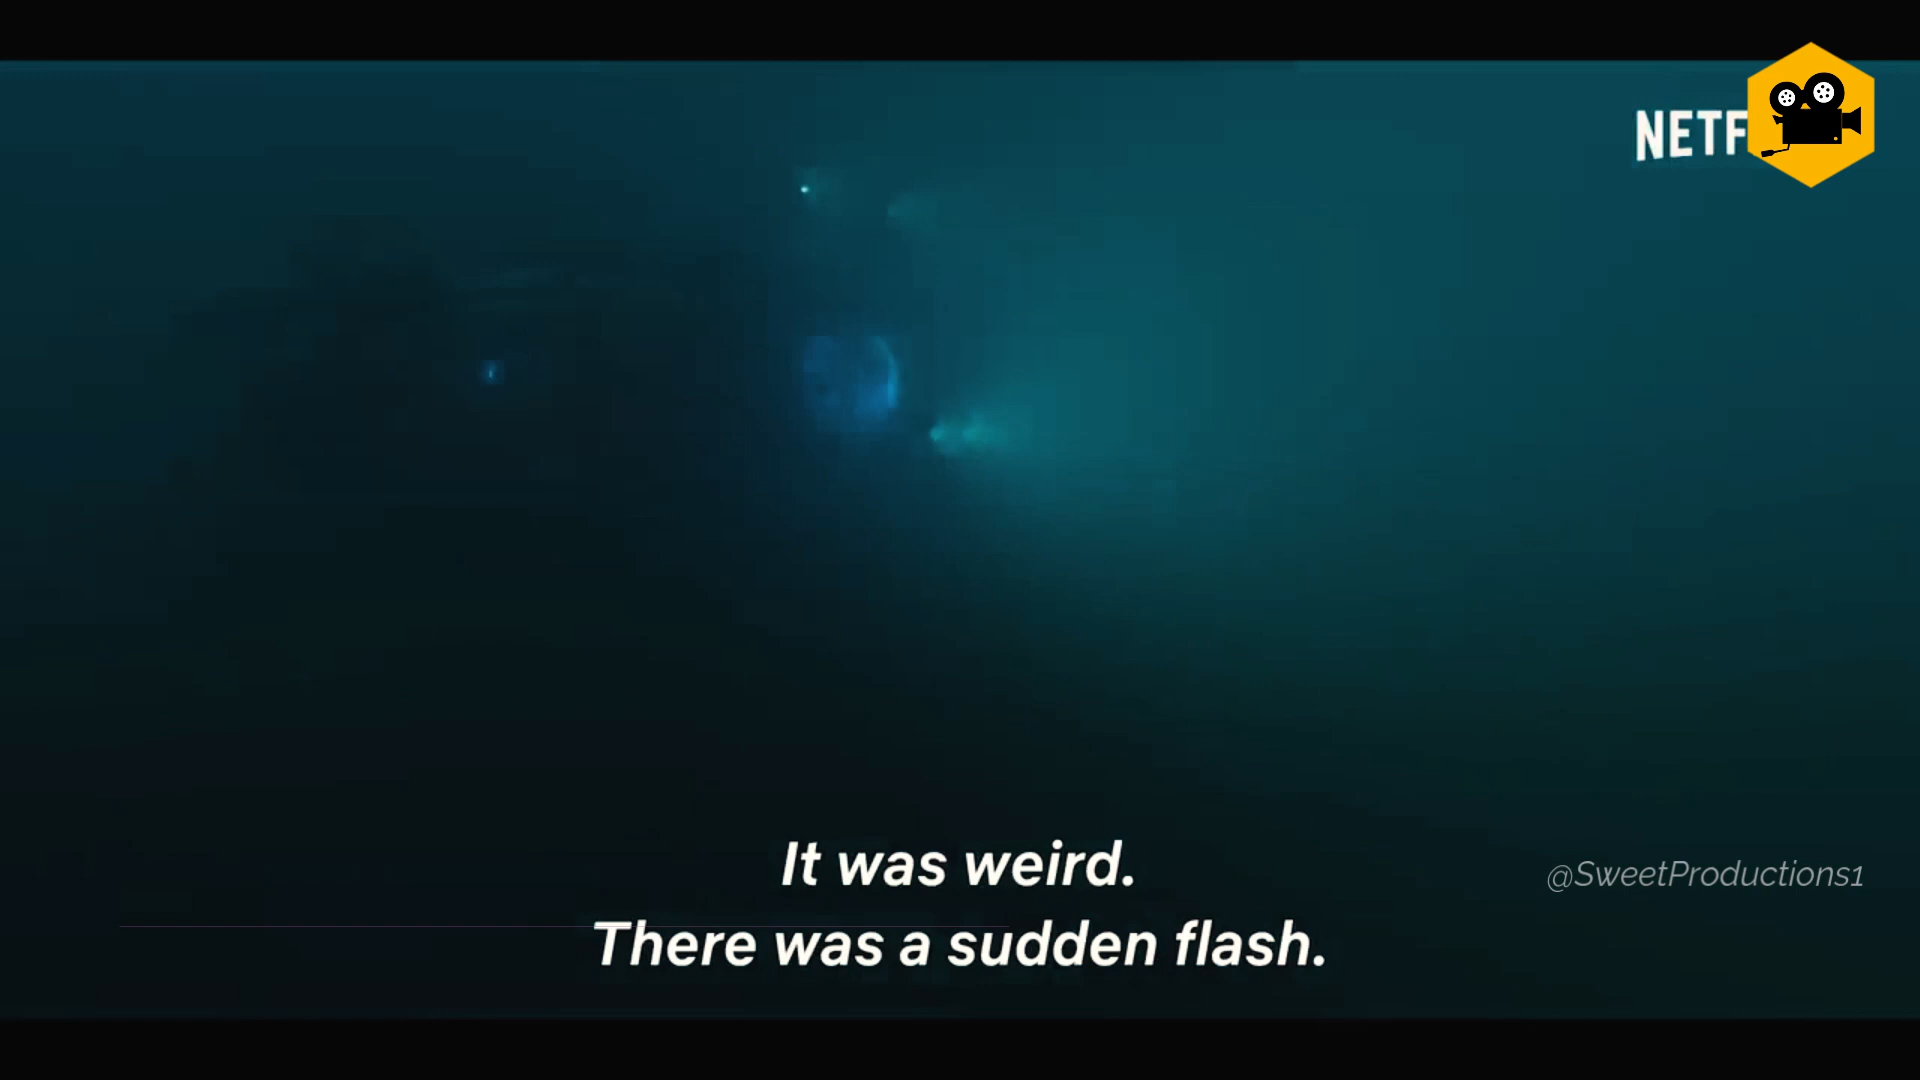 NETF
It was weird.
There was a sudden flash.
@SweetProductions1